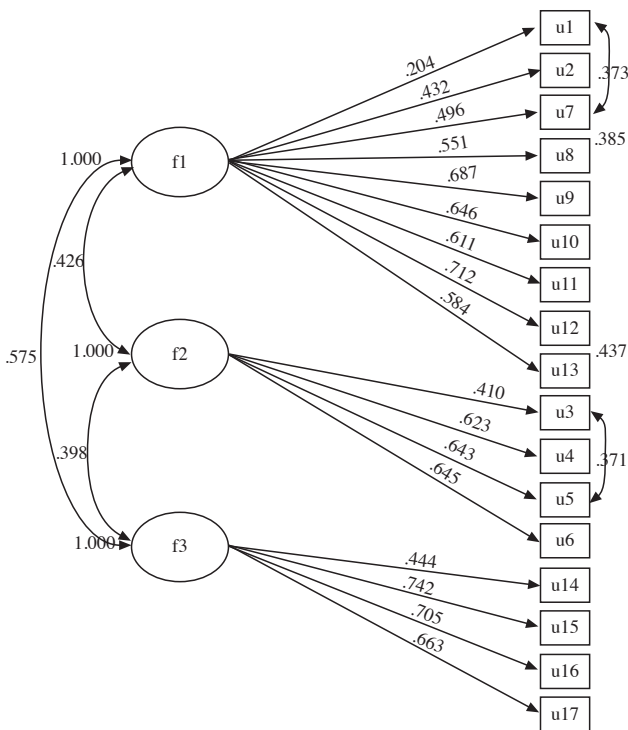 u1
.204
u2
.373
.432
u7
.496
.385
.551
u8
1.000
f1
.687
u9
.646
u10
.611
.426
u11
.712
.584
u12
.437
.575
1.000
f2
u13
.410
u3
.623
.643
u4
.371
.398
.645
u5
1.000
f3
u6
.444
u14
.742
.705
u15
.663
u16
u17